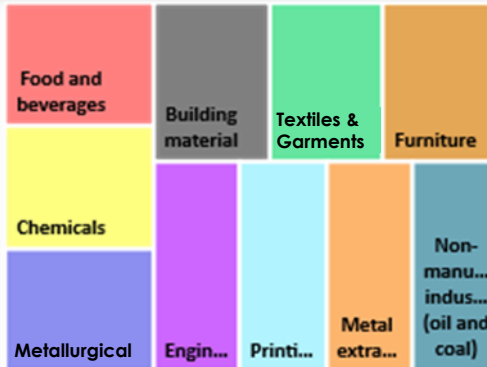 Food and
beverages
Building
material
Textiles &
Garments
Furniture
Chemicals
Metallurgical
Engin...
Printi...
Metal
extra...
Non-
manu...
indus...
(oil and
coal)